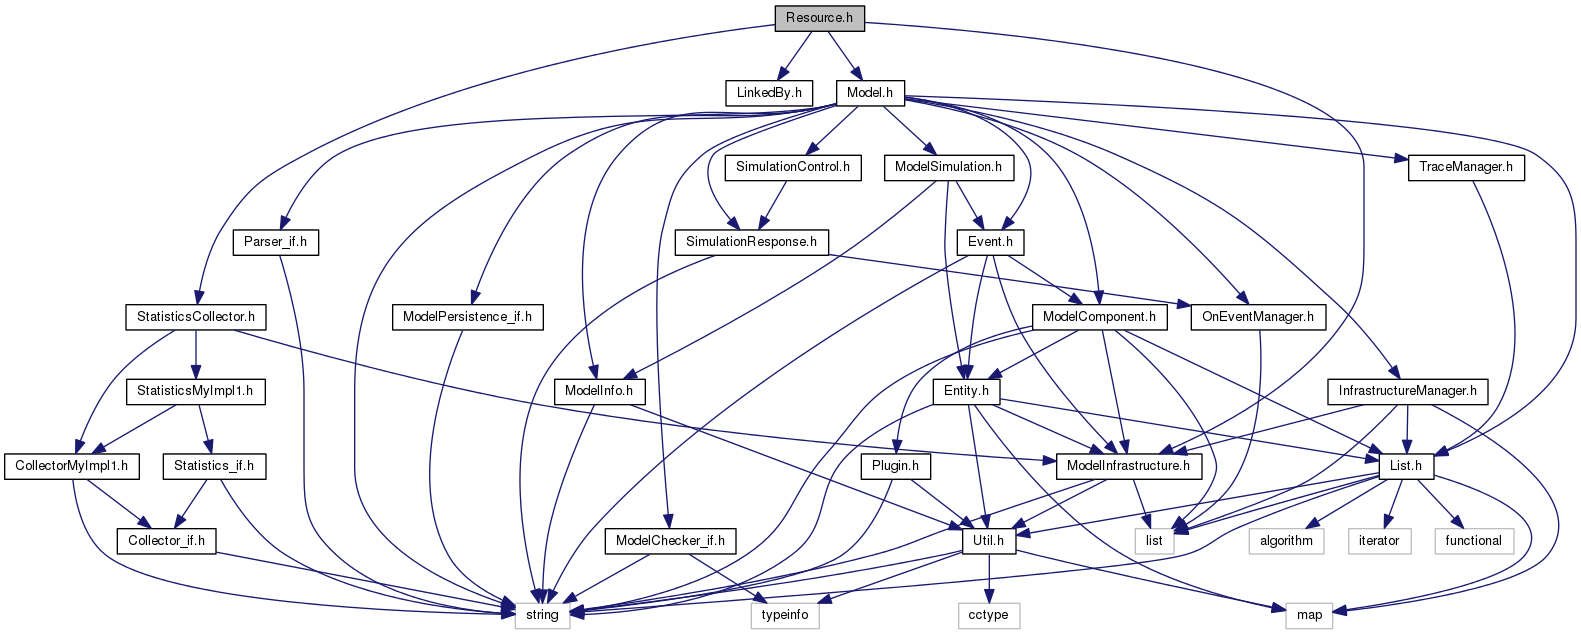 Resource.h
LinkedBy.h
Model.h
SimulationControl.h
ModelSimulation.h
TraceManager.h
Parser_if.h
SimulationResponse.h
Event.h
StatisticsCollector.h
ModelPersistence_if.h
ModelComponent.h
OnEventManager.h
StatisticsMyImpl1.h
ModelInfo.h
Entity.h
InfrastructureManager.h
CollectorMyImpl1.h
Statistics_if.h
Plugin.h
ModelInfrastructure.h
List.h
Collector_if.h
ModelChecker_if.h
Util.h
list
algorithm
iterator
functional
string
typeinfo
cctype
map